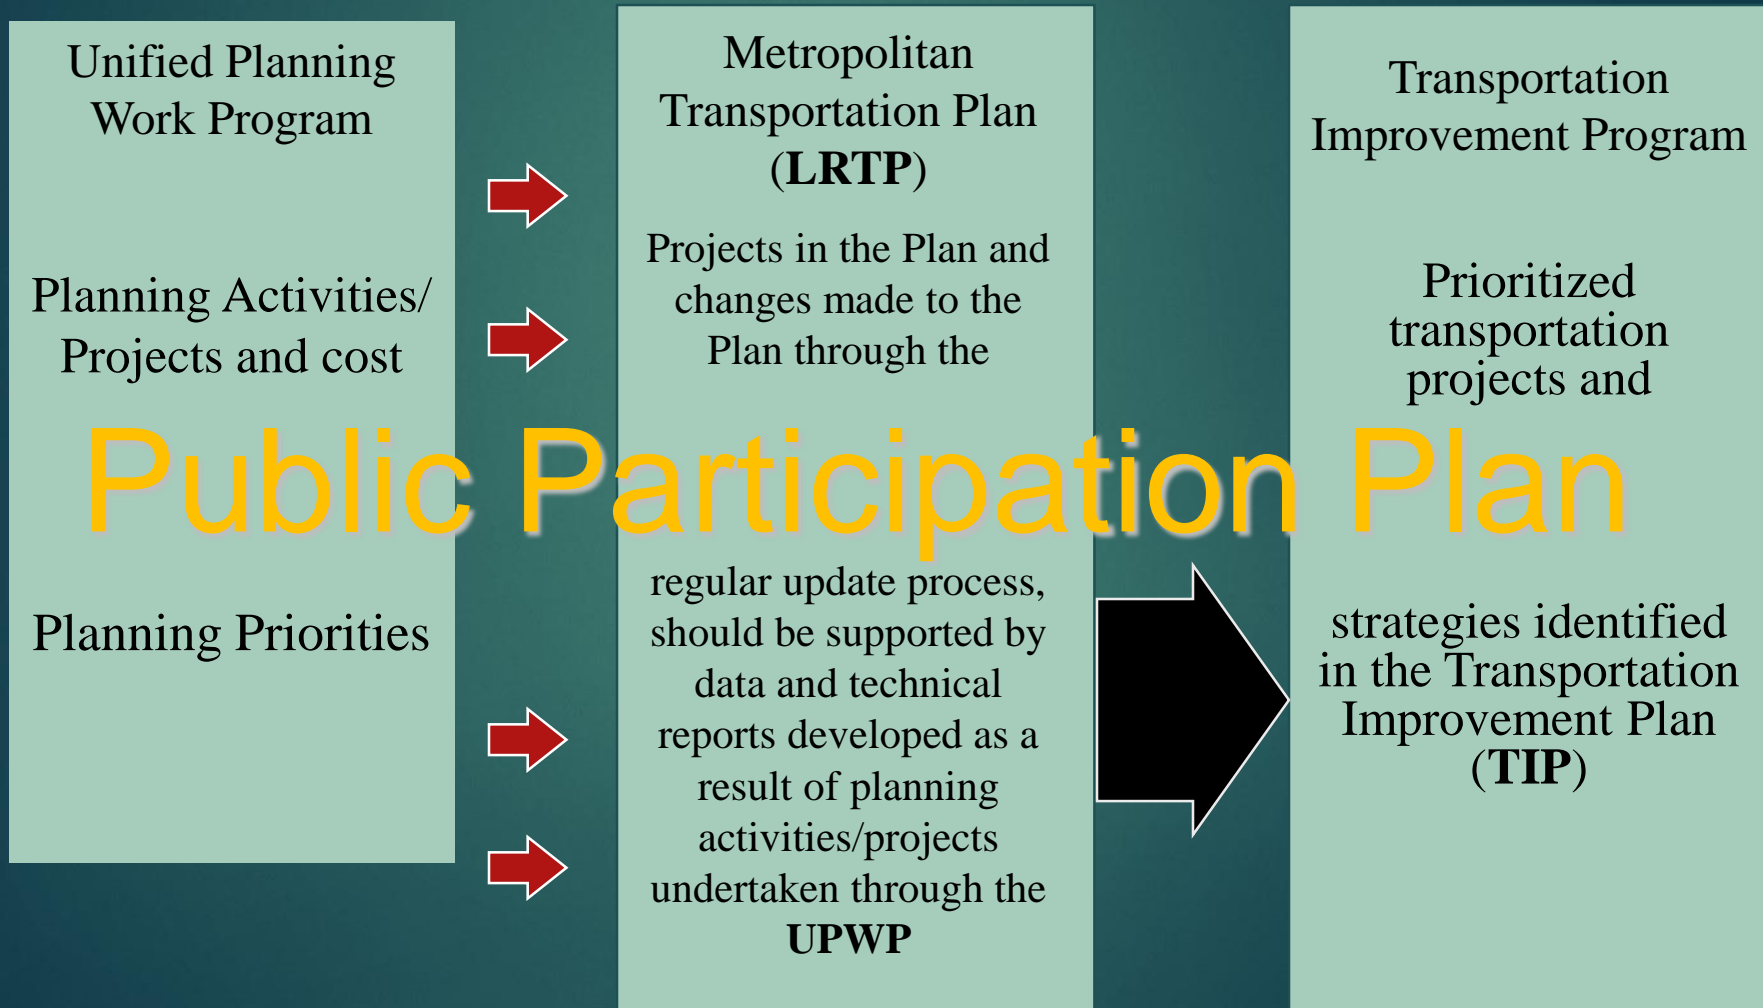 Unified Planning
Work Program
Planning Activities/
Projects and cost
Planning Priorities
Metropolitan
Transportation Plan
(LRTP)
Projects in the Plan and
changes made to the
Plan through the
regular update process,
should be supported by
data and technical
reports developed as a
result of planning
activities/projects
undertaken through the
UPWP
Transportation
Improvement Program
Prioritized
transportation
projects and
strategies identified
in the Transportation
Improvement Plan
(TIP)
Public Participation Plan